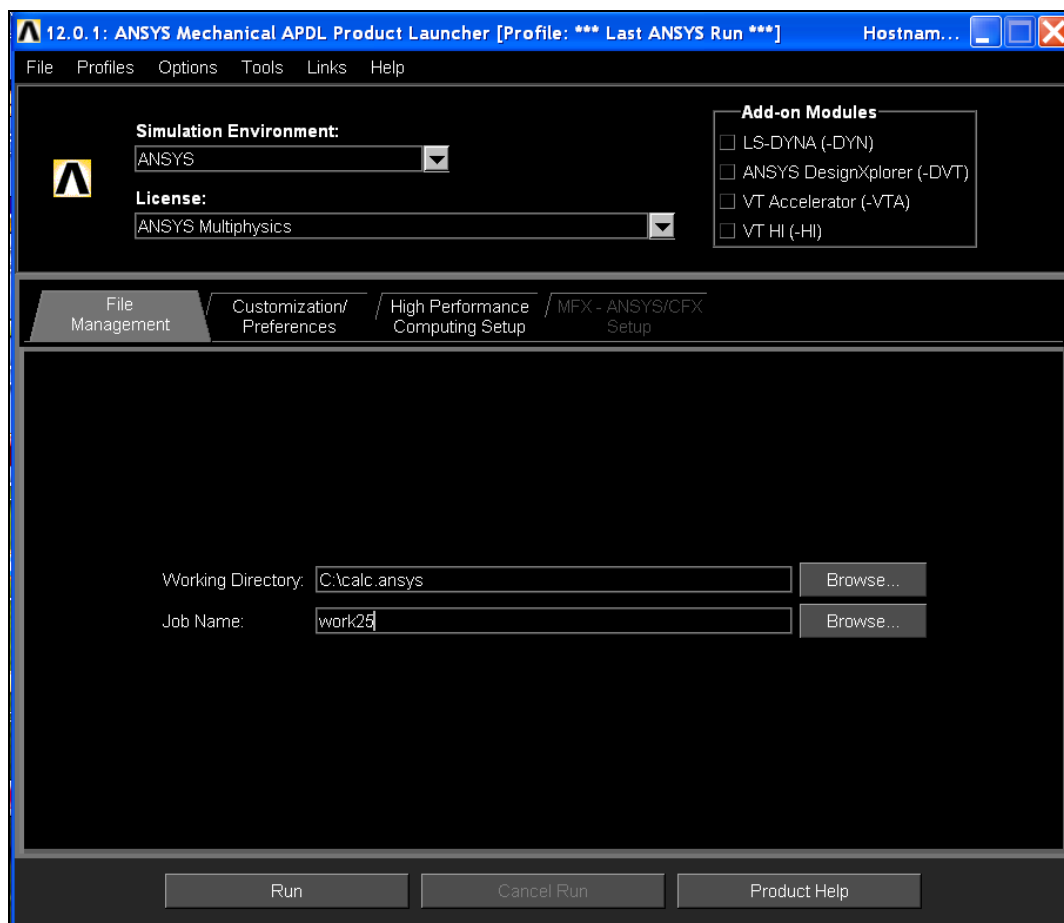 12.0.1: ANSYS Mechanical APDL Product Launcher [Profile: *** Last ANSYS Run ***] Hostnam...
File Profiles Options Tools Links Help
Simulation Environment:
ANSYS
License:
ANSYS Multiphysics
Add-on Modules
LS-DYNA (-DYN)
ANSYS DesignXplorer (-DVT)
VT Accelerator (-VTA)
VT HI (-HI)
File
Management
Customization/
Preferences
High Performance
Computing Setup
MFX - ANSYS/CFX
Setup
Working Directory: C:\calc.ansys Browse...
Job Name: work25 Browse...
Run Cancel Run Product Help